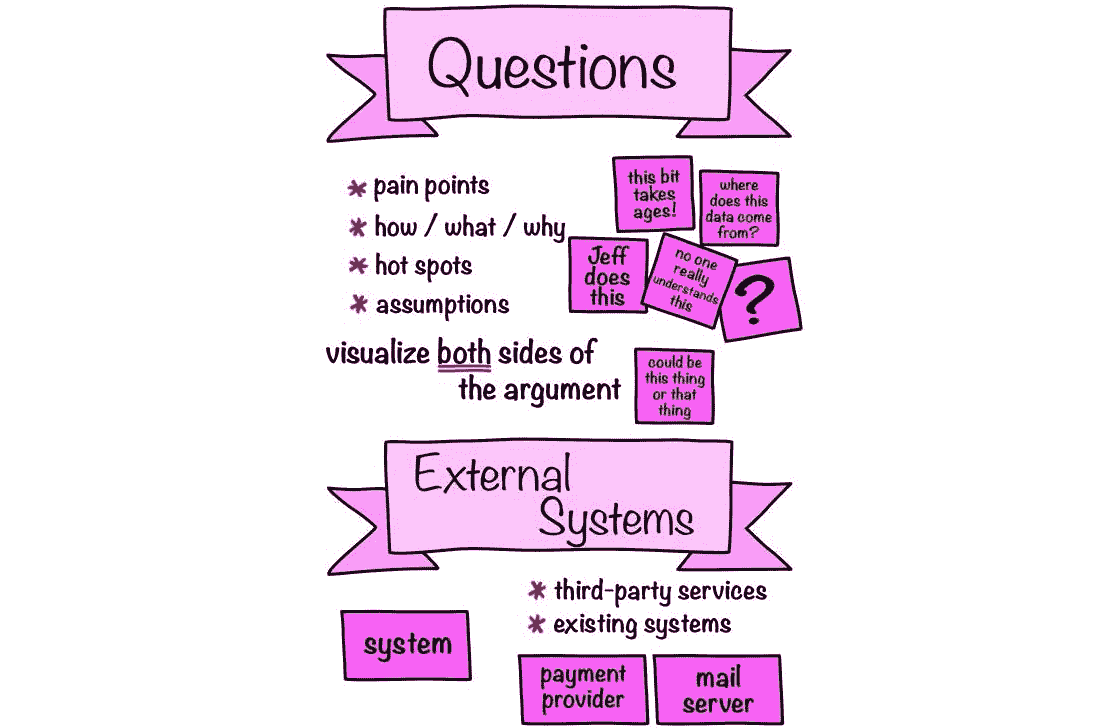 Questions
* pain points
* how / what / why
* hot spots
* assumptions
this bit
takes
ages!
where
does this
data come
from?
Jeff
does
this
no one
really
understands
this
?
visualize both sides of
the argument
could be
this thing
or that
thing
External
Systems
* third-party services
* existing systems
system
payment
provider
mail
server